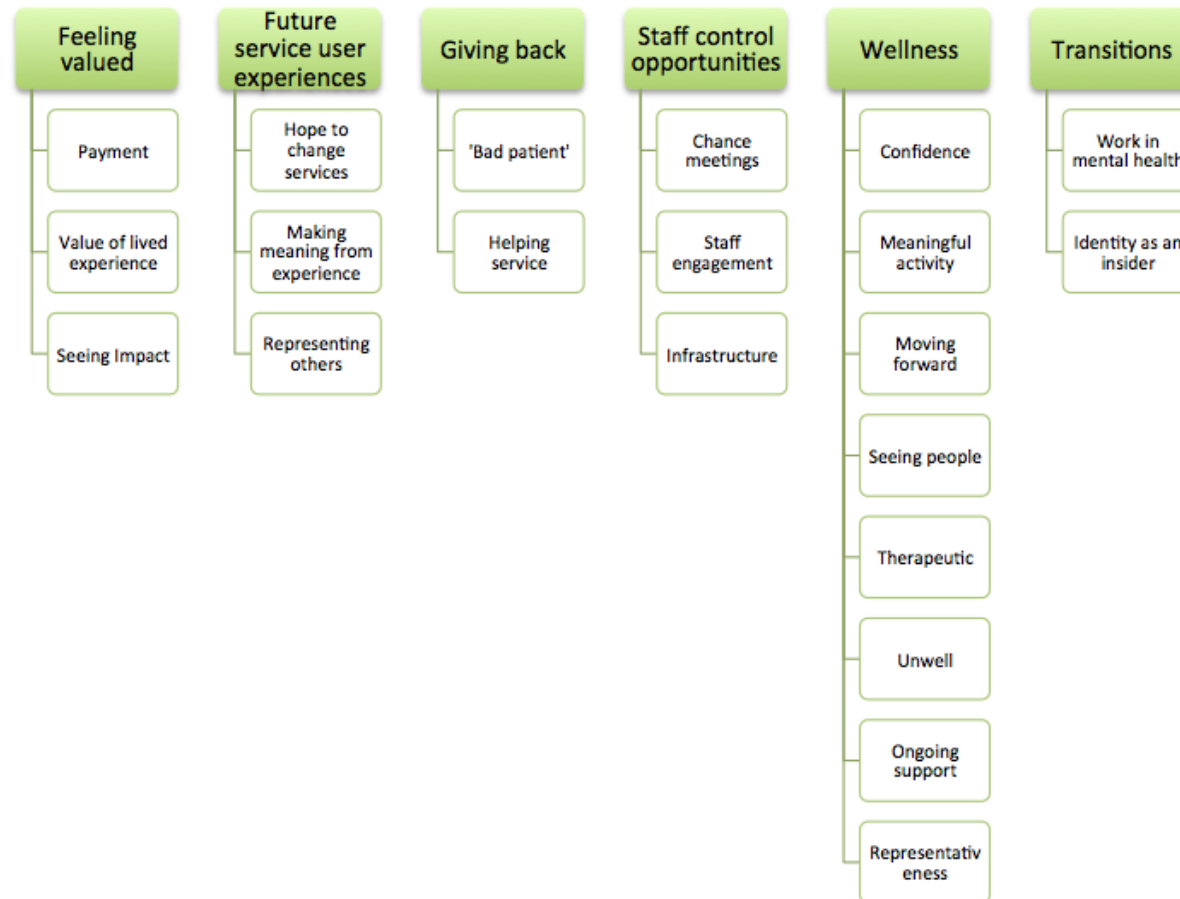 Feeling
valued
Payment
Value of lived
experience
Seeing Impact
Future
service user
experiences
Hope to
change
services
Making
meaning from
experience
Representing
others
Giving back
'Bad patient'
Helping
service
Staff control
opportunities
Chance
meetings
Staff
engagement
Infrastructure
Wellness
Confidence
Meaningful
activity
Moving
forward
Seeing people
Therapeutic
Unwell
Ongoing
support
Representativ
eness
Transitions
Work in
mental health
Identity as an
insider